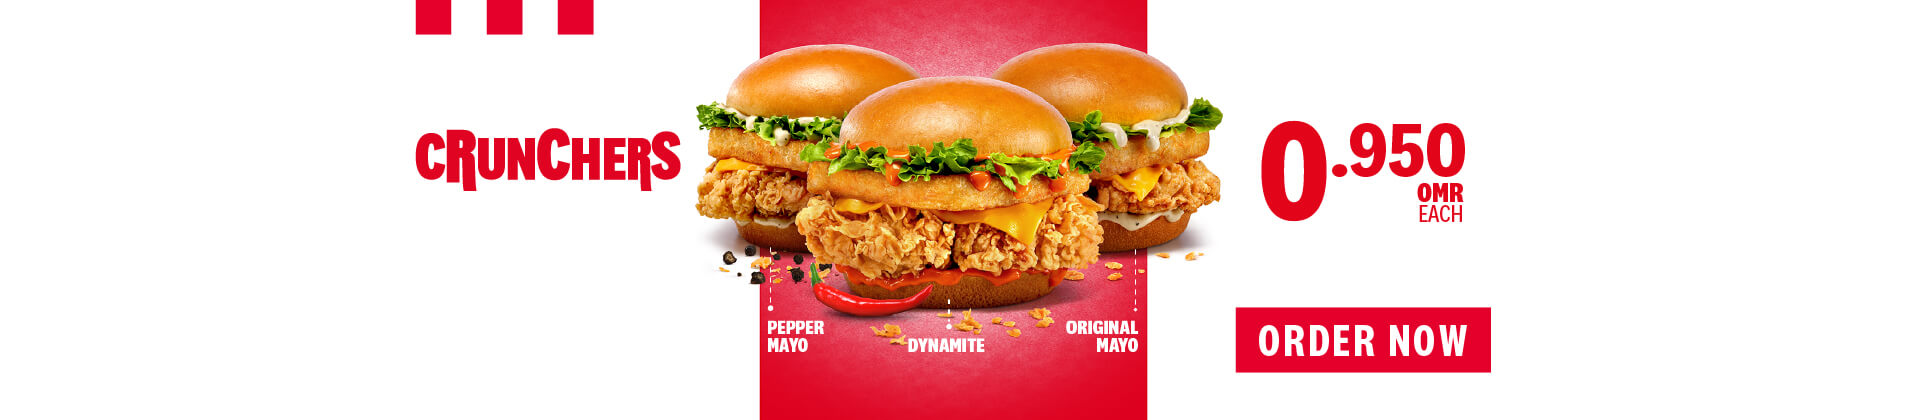 CRUNCHERS
PEPPER
MAYO
DYNAMITE
ORIGINAL
MAYO
0.950
OMR
EACH
ORDER NOW